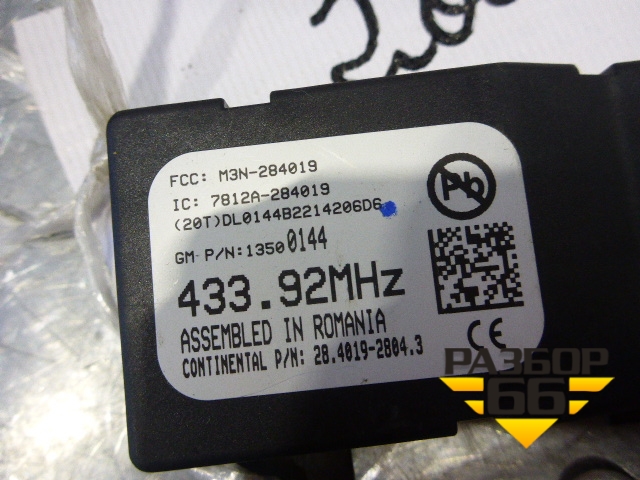 FCC: M3N-284019
IC: 7812A-284019
(20T)DL0144B2214206D6
GM P/N:13500144
433.92MHz
ASSEMBLED IN ROMANIA
CONTINENTAL P/N: 28.4019-2804.3
Pb
CE
РАЗБОР
66